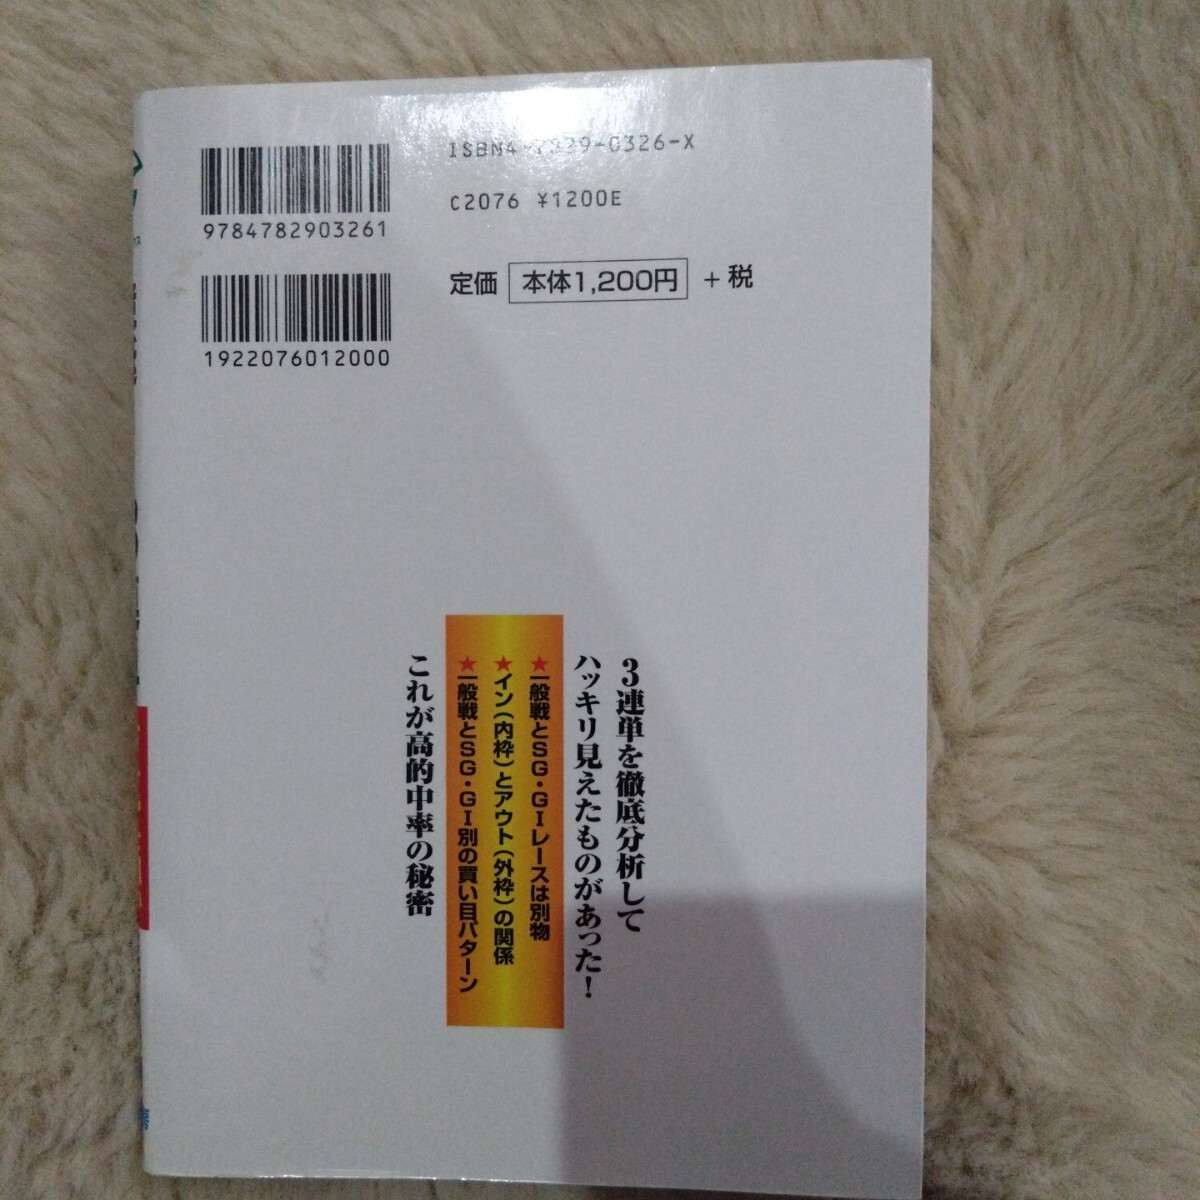 9784782903261
1922076012000
0326-X
C2076 ¥1200E
定価 本体1,200円 +税
3連単を徹底分析して
ハッキリ見えたものがあった!
★一般戦とSG・GIレースは別物
★イン(内枠)とアウト(外枠)の関係
★一般戦とSG・GI別の買い目パターン
これが高的中率の秘密